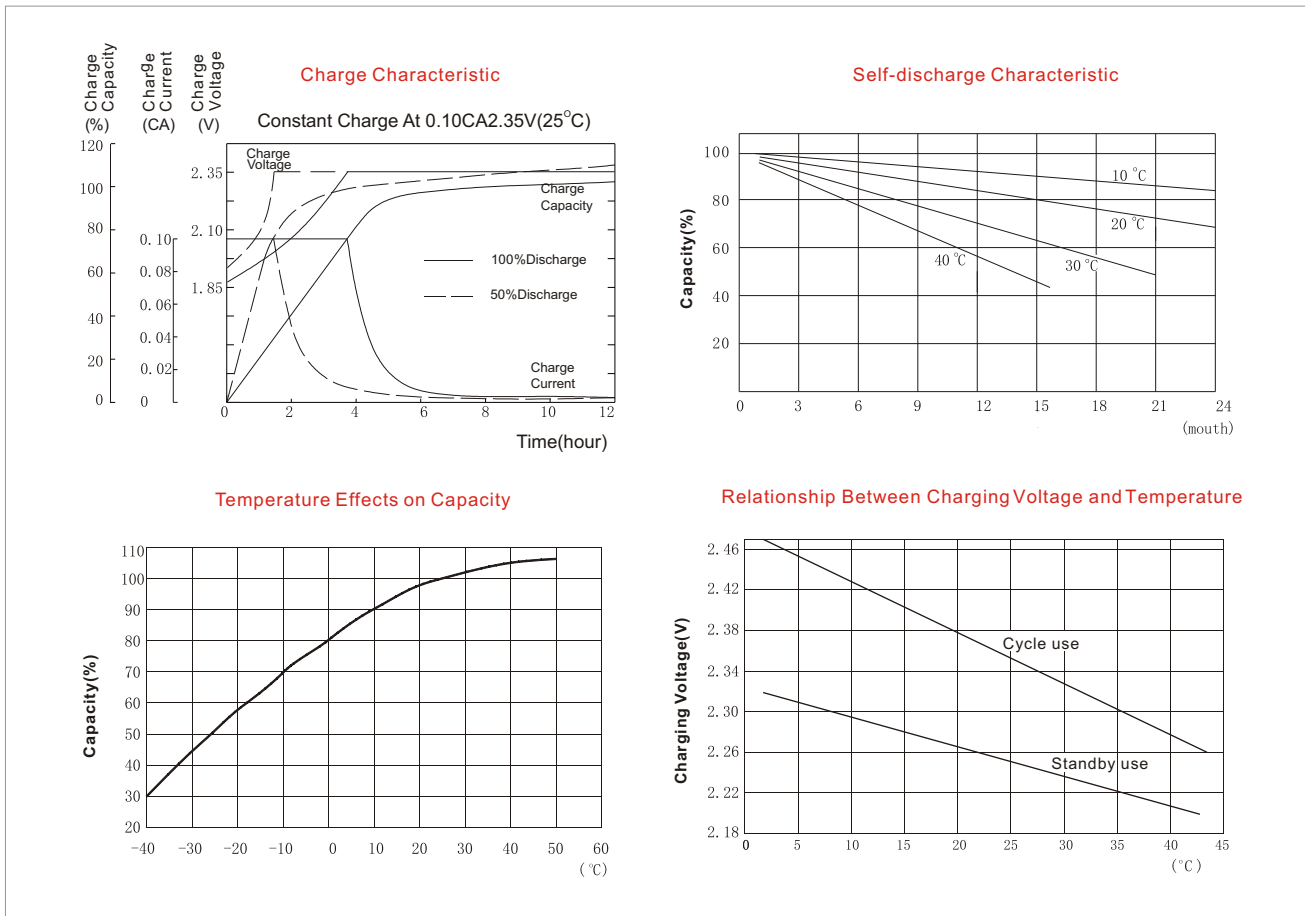 Charge Characteristic
Charge Capacity (%)
Charge Current (CA)
Charge Voltage (V)
Constant Charge At 0.10CA2.35V(25°C)
120
100
80
60
40
20
0
0.10
0.08
0.06
0.04
0.02
0
2.35
2.10
1.85
Charge
Voltage
Charge
Capacity
100%Discharge
50%Discharge
Charge
Current
0 2 4 6 8 10 12
Time(hour)
Self-discharge Characteristic
Capacity(%)
100
80
60
40
20
10 °C
20 °C
30 °C
40 °C
0 3 6 9 12 15 18 21 24
(mouth)
Temperature Effects on Capacity
Capacity(%)
110
100
90
80
70
60
50
40
30
20
-40 -30 -20 -10 0 10 20 30 40 50 60
(℃)
Relationship Between Charging Voltage and Temperature
Charging Voltage(V)
2.46
2.42
2.38
2.34
2.30
2.26
2.22
2.18
Cycle use
Standby use
0 5 10 15 20 25 30 35 40 45
(°C)